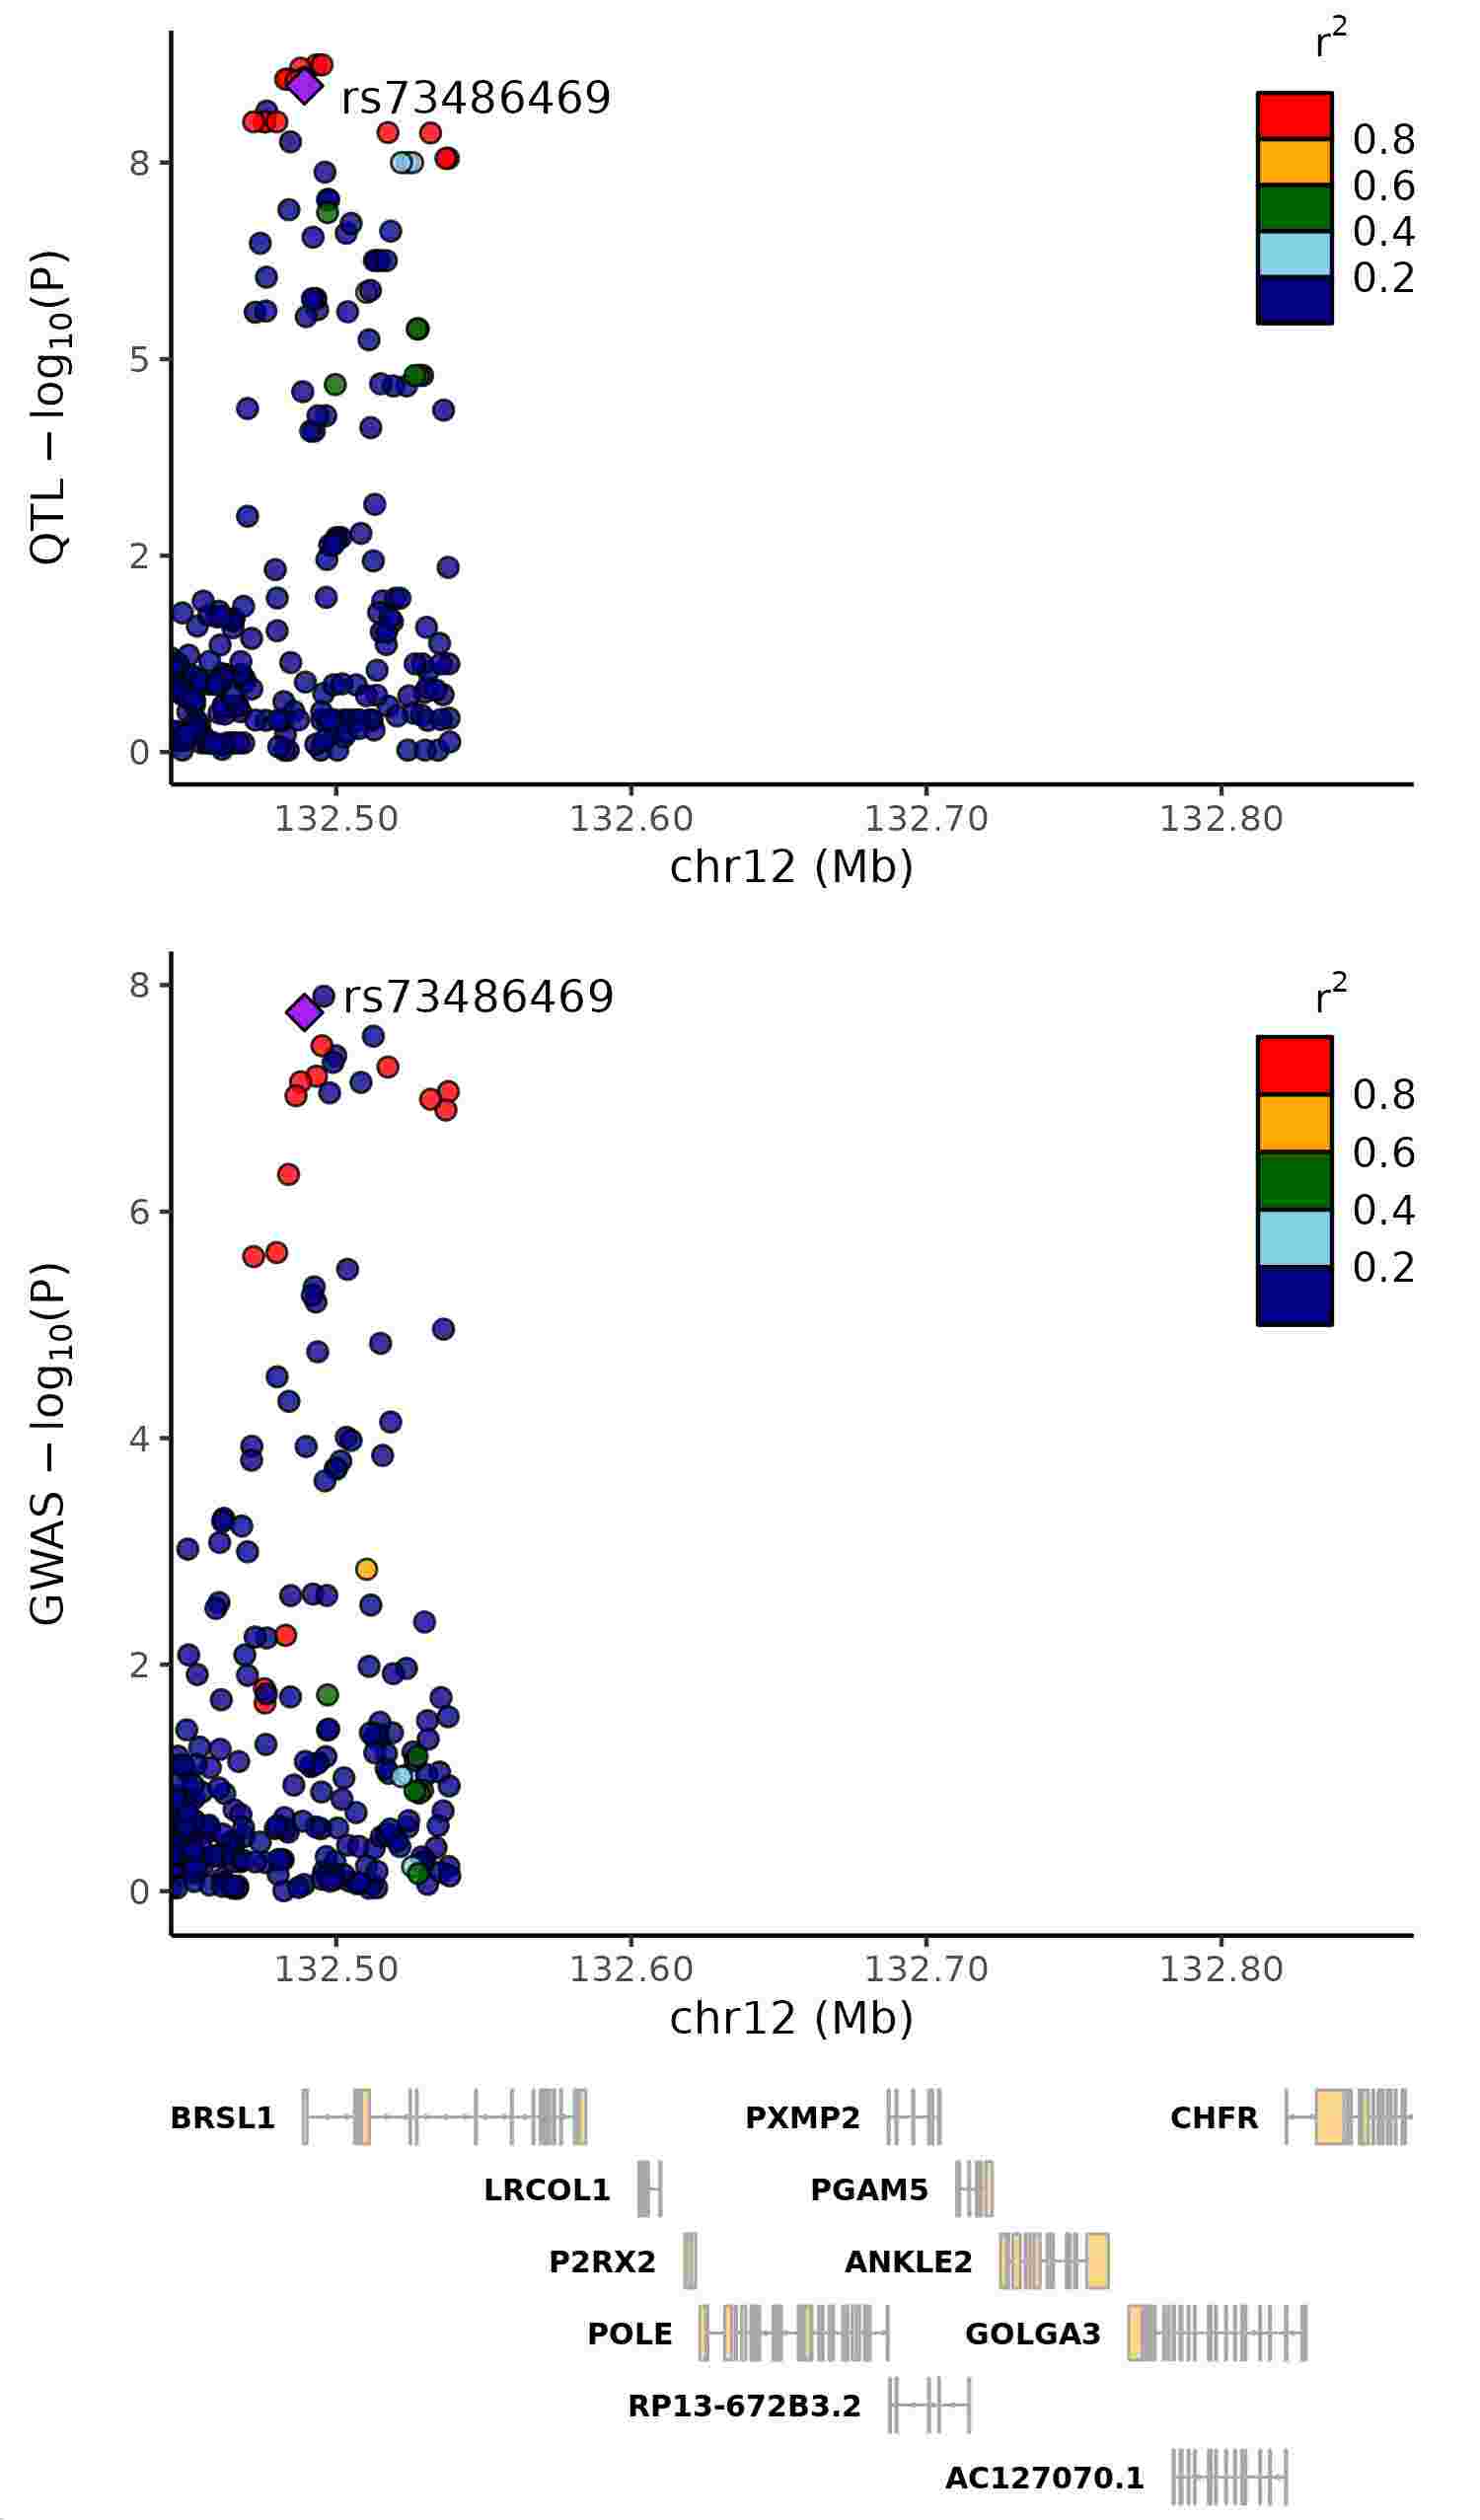 r²
rs73486469
0.8
0.6
0.4
0.2
8
5
2
0
QTL −log₁₀(P)
132.50 132.60 132.70 132.80
chr12 (Mb)
8
6
4
2
0
GWAS −log₁₀(P)
rs73486469
r²
0.8
0.6
0.4
0.2
132.50 132.60 132.70 132.80
chr12 (Mb)
BRSL1 PXMP2 CHFR
LRCOL1 PGAM5
P2RX2 ANKLE2
POLE GOLGA3
RP13-672B3.2
AC127070.1